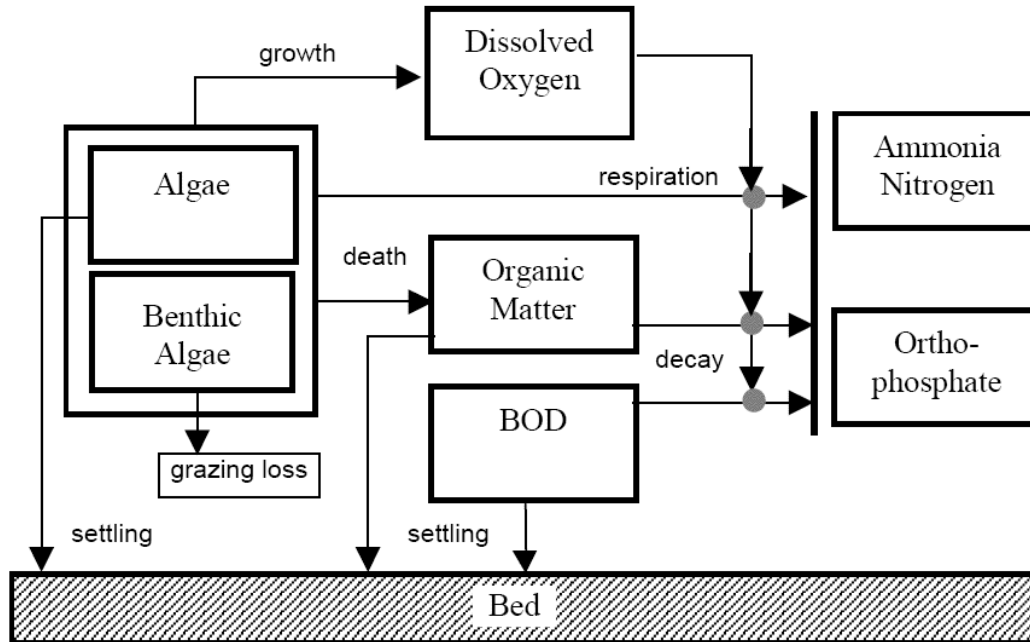 Dissolved
Oxygen
growth
Ammonia
Nitrogen
Algae
respiration
death
Organic
Matter
Benthic
Algae
Ortho-
phosphate
decay
BOD
grazing loss
settling
settling
Bed